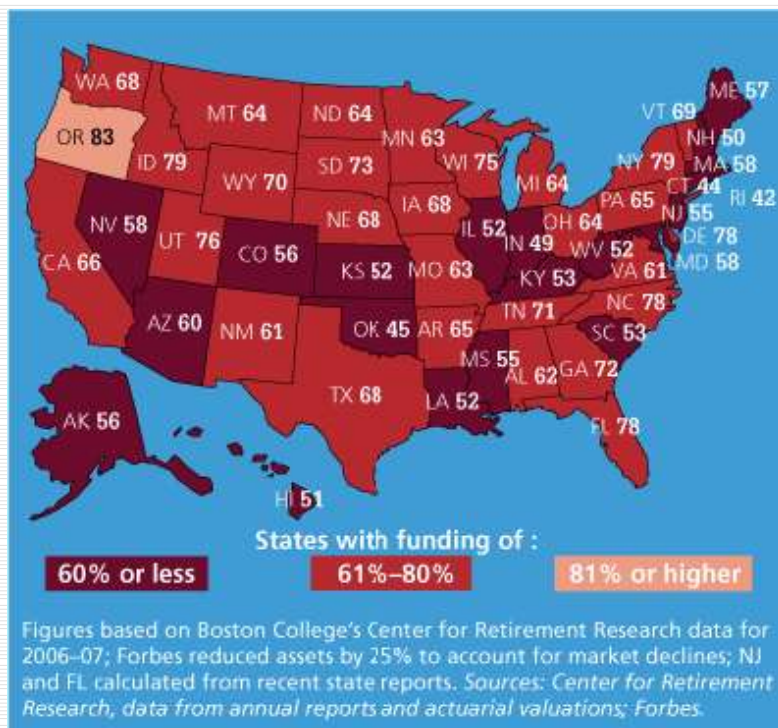 ME 57
WA 68
VT 69
MT 64
ND 64
MN 63
NH 50
OR 83
ID 79
SD 73
WI 75
NY 79
MA 58
WY 70
MI 64
CT 44
RI 42
PA 65
IA 68
NE 68
NJ 55
NV 58
IL 52
IN 49
OH 64
DE 78
UT 76
CO 56
WV 52
MD 58
CA 66
KS 52
MO 63
KY 53
VA 61
NC 78
AZ 60
NM 61
OK 45
AR 65
TN 71
SC 53
MS 55
AL 62
GA 72
TX 68
LA 52
AK 56
FL 78
HI 51
States with funding of :
60% or less
61%–80%
81% or higher
Figures based on Boston College's Center for Retirement Research data for
2006–07; Forbes reduced assets by 25% to account for market declines; NJ
and FL calculated from recent state reports. Sources: Center for Retirement
Research, data from annual reports and actuarial valuations; Forbes.